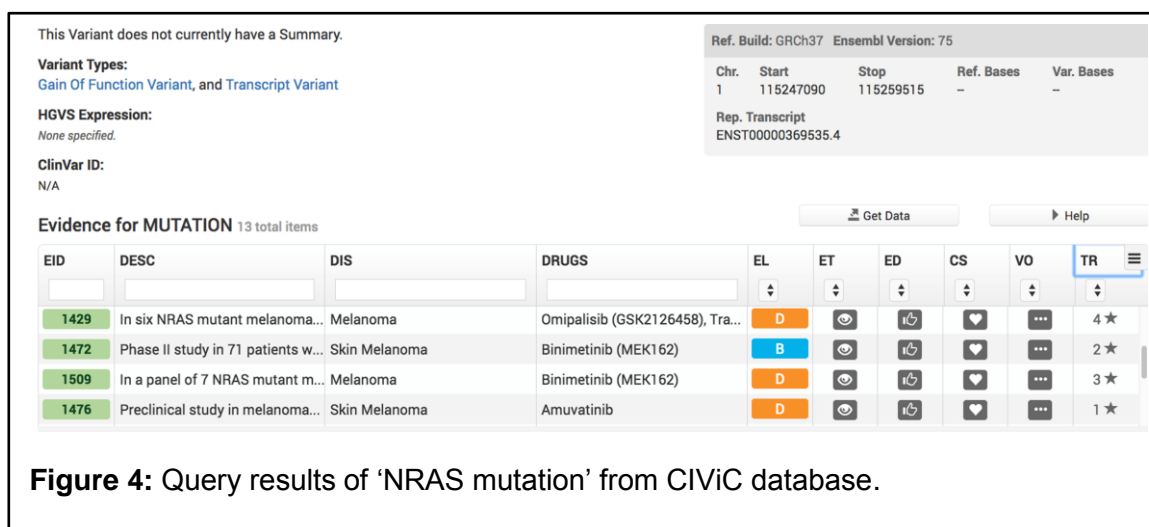 This Variant does not currently have a Summary.
Variant Types:
Gain Of Function Variant, and Transcript Variant
HGVS Expression:
None specified.
ClinVar ID:
N/A
Ref. Build: GRCh37 Ensembl Version: 75
Chr. Start Stop Ref. Bases Var. Bases
1 115247090 115259515 -- --
Rep. Transcript
ENST00000369535.4
Evidence for MUTATION 13 total items
Get Data Help
EID DESC DIS DRUGS EL ET ED CS VO TR
1429 In six NRAS mutant melanoma... Melanoma Omipalisib (GSK2126458), Tra... D 4★
1472 Phase II study in 71 patients w... Skin Melanoma Binimetinib (MEK162) B 2★
1509 In a panel of 7 NRAS mutant m... Melanoma Binimetinib (MEK162) D 3★
1476 Preclinical study in melanoma... Skin Melanoma Amuvatinib D 1★
Figure 4: Query results of ‘NRAS mutation’ from CIViC database.